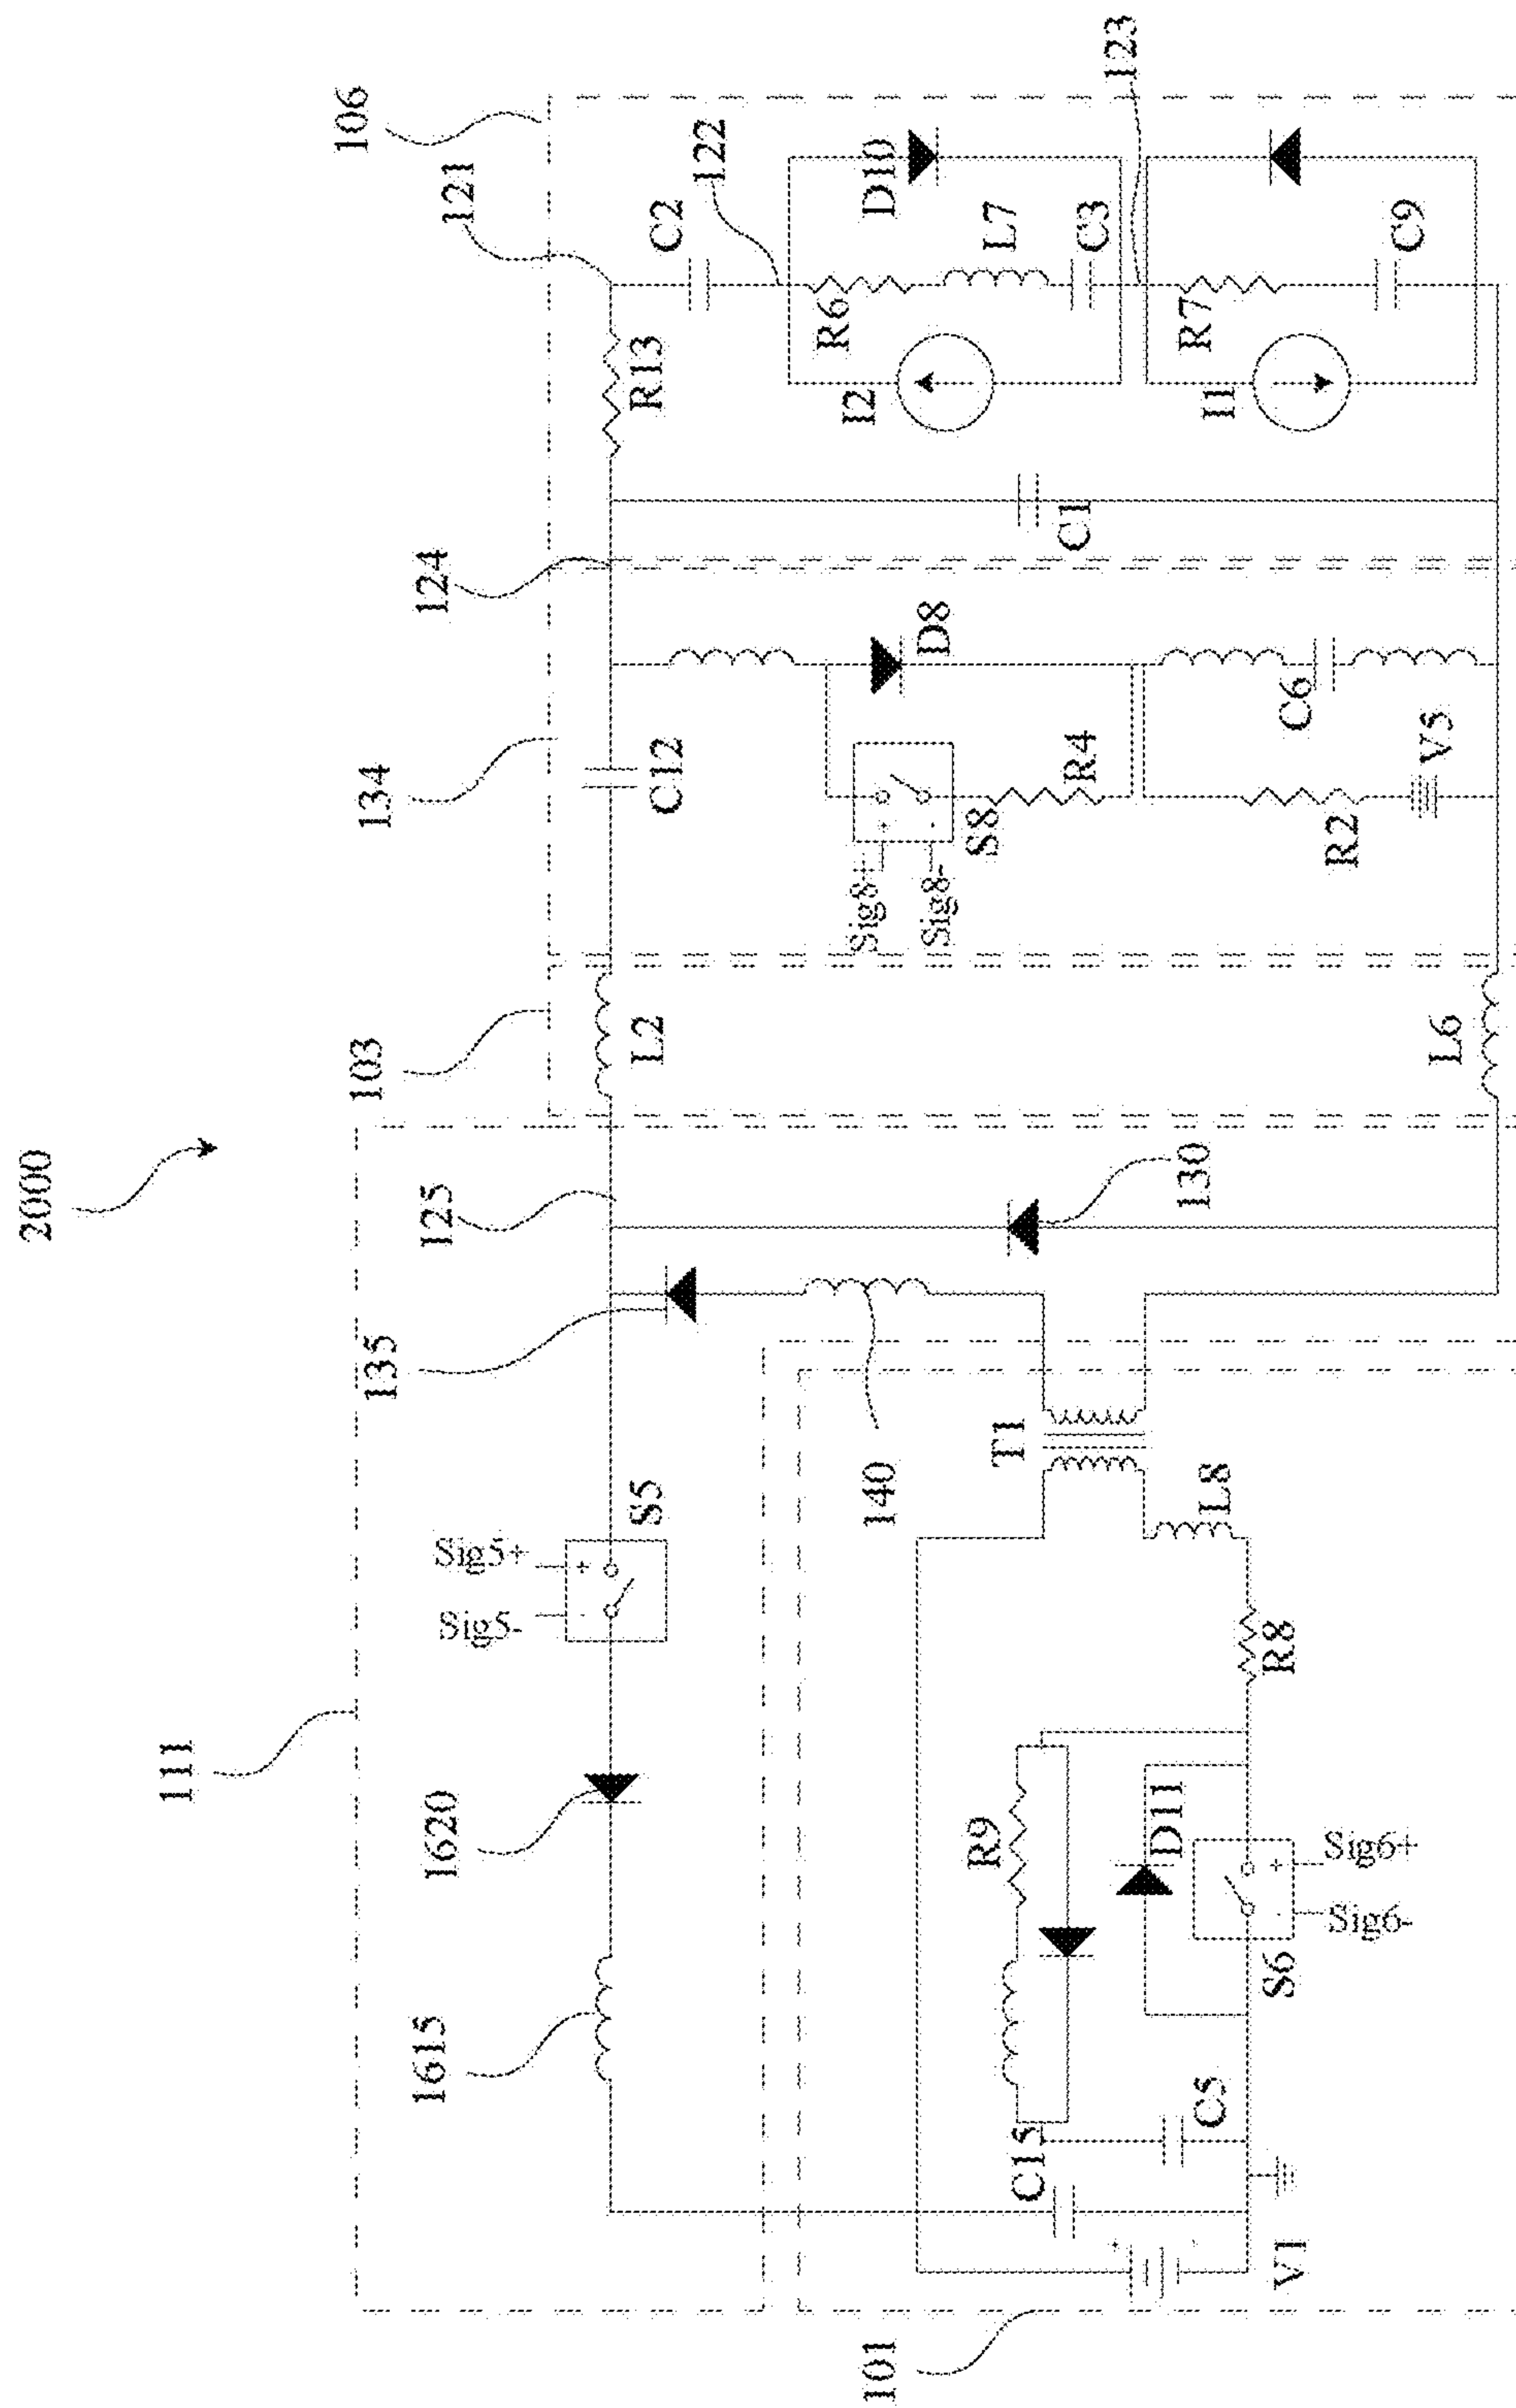 2000
106
121
122
123
C2
D10
L7
C3
C9
R13
R6
R7
I2
I1
C1
124
134
C12
D8
C6
V5
S8
R4
R2
Sig8+
Sig8-
+
-
103
L2
L6
125
130
135
140
T1
L8
111
S5
Sig5+
Sig5-
+
-
1620
1615
R8
R9
D11
S6
Sig6+
Sig6-
+
-
C5
C15
V1
+
-
101